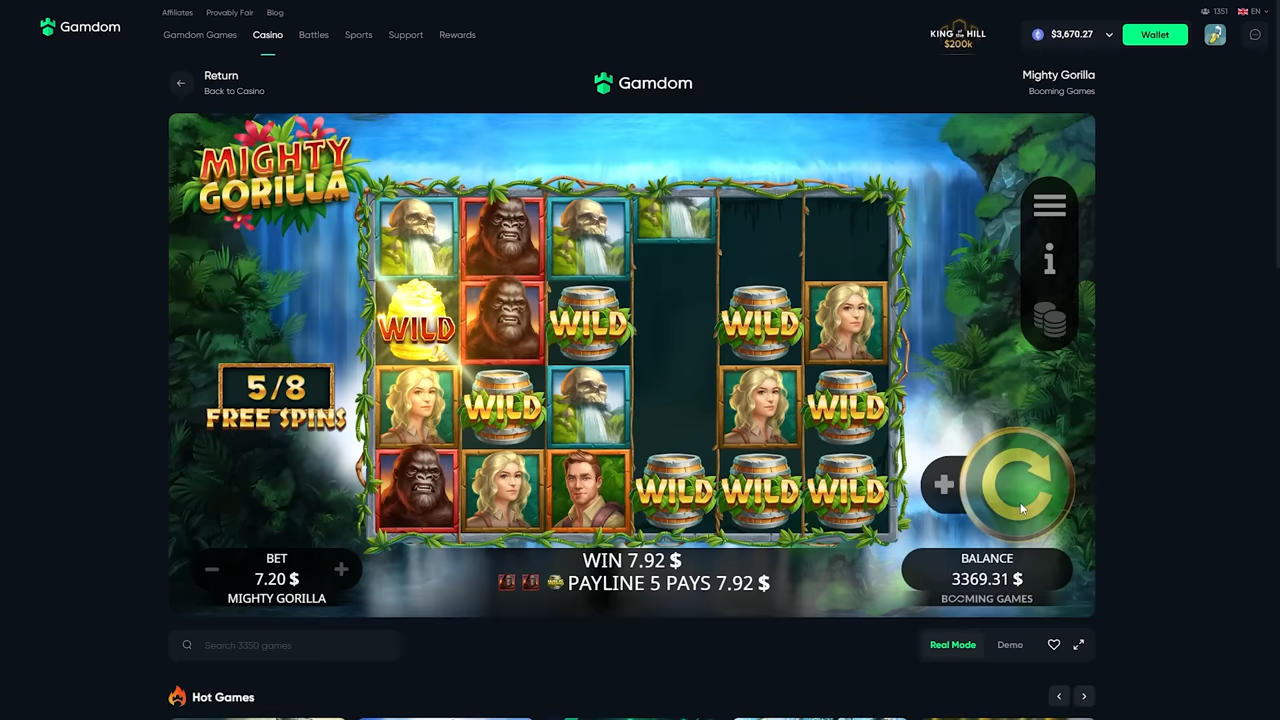 Affiliates Provably Fair Blog
1351 EN
Gamdom
Gamdom Games Casino Battles Sports Support Rewards
KING of the HILL
$200k
$3,670.27
Wallet
Return
Back to Casino
Gamdom
Mighty Gorilla
Booming Games
MIGHTY
GORILLA
WILD WILD WILD
5/8
FREE SPINS
WILD WILD
WILD WILD WILD
BET
7.20 $
MIGHTY GORILLA
WIN 7.92 $
PAYLINE 5 PAYS 7.92 $
BALANCE
3369.31 $
BOOMING GAMES
Search 3350 games
Real Mode Demo
Hot Games